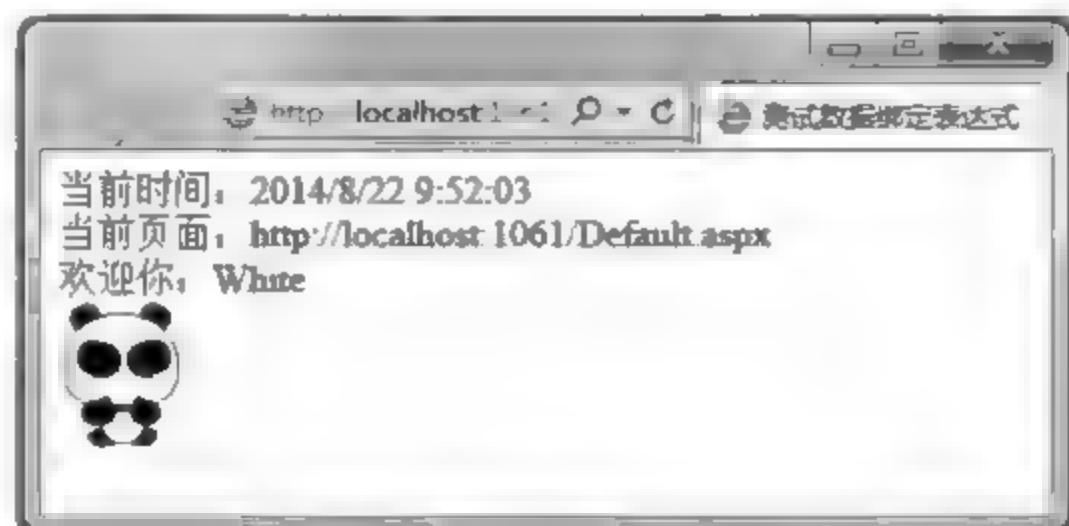 http localhost
测试数据绑定表达式
当前时间：2014/8/22 9:52:03
当前页面：http://localhost:1061/Default.aspx
欢迎你：White